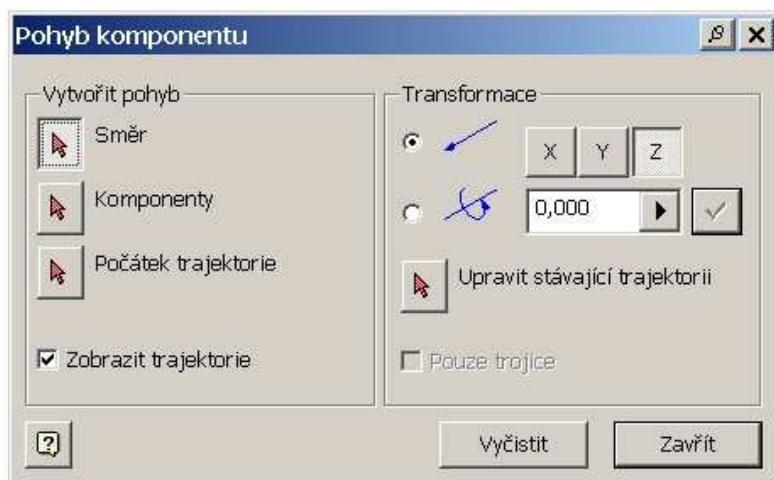 Pohyb komponentu
Vytvořit pohyb
Směr
Komponenty
Počátek trajektorie
Zobrazit trajektorie
Transformace
X Y Z
0,000
Upravit stávající trajektorii
Pouze trojice
Vyčistit
Zavřít